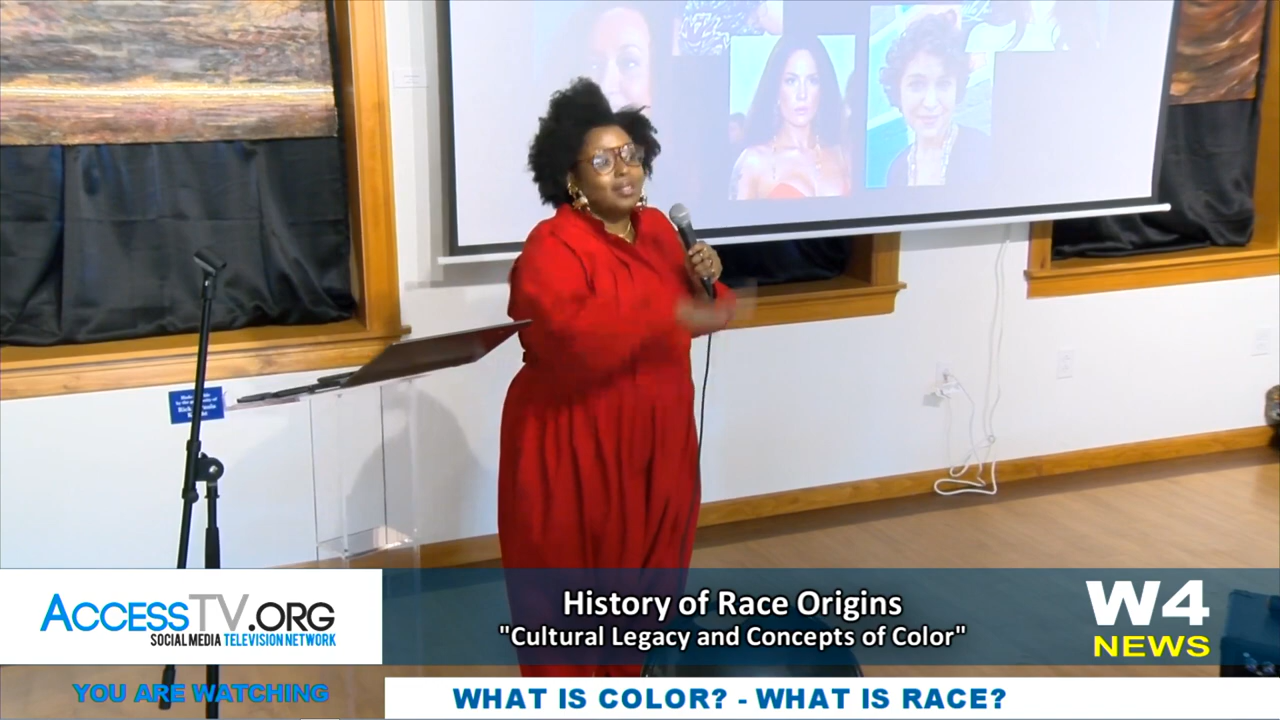 ACCESSTV.ORG
SOCIAL MEDIA TELEVISION NETWORK
History of Race Origins
"Cultural Legacy and Concepts of Color"
W4
NEWS
YOU ARE WATCHING
WHAT IS COLOR? - WHAT IS RACE?